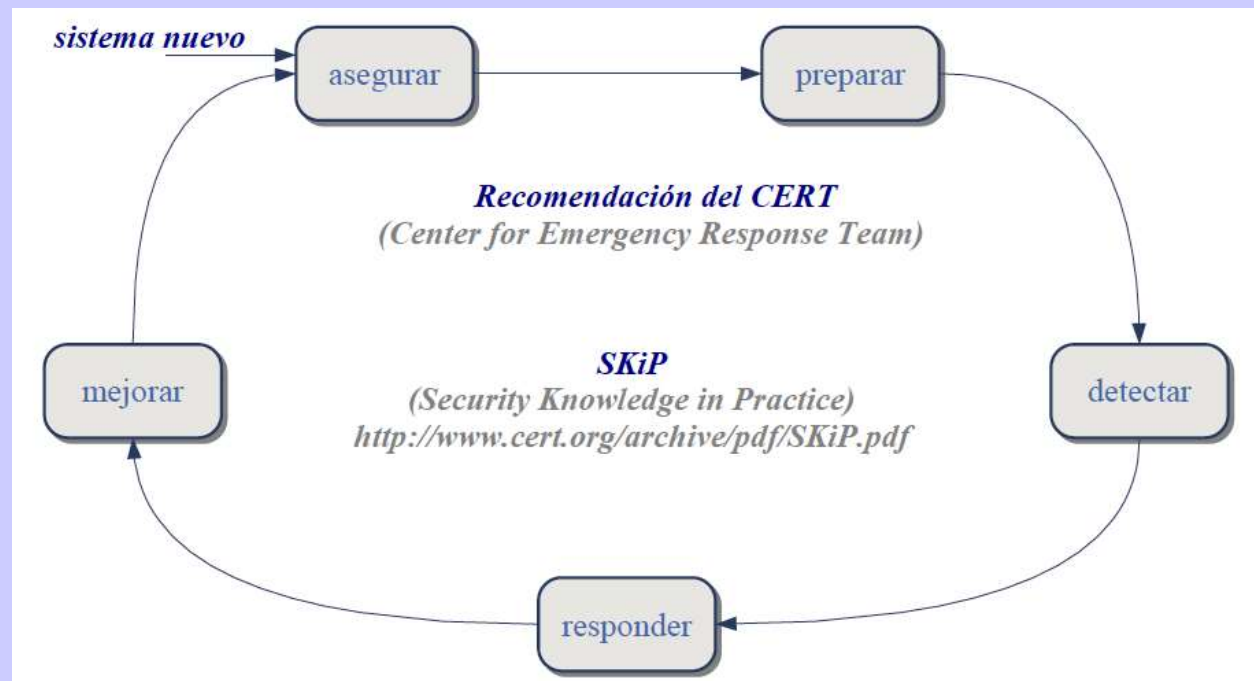 sistema nuevo
asegurar
preparar
Recomendación del CERT
(Center for Emergency Response Team)
mejorar
SKiP
(Security Knowledge in Practice)
http://www.cert.org/archive/pdf/SKiP.pdf
detectar
responder